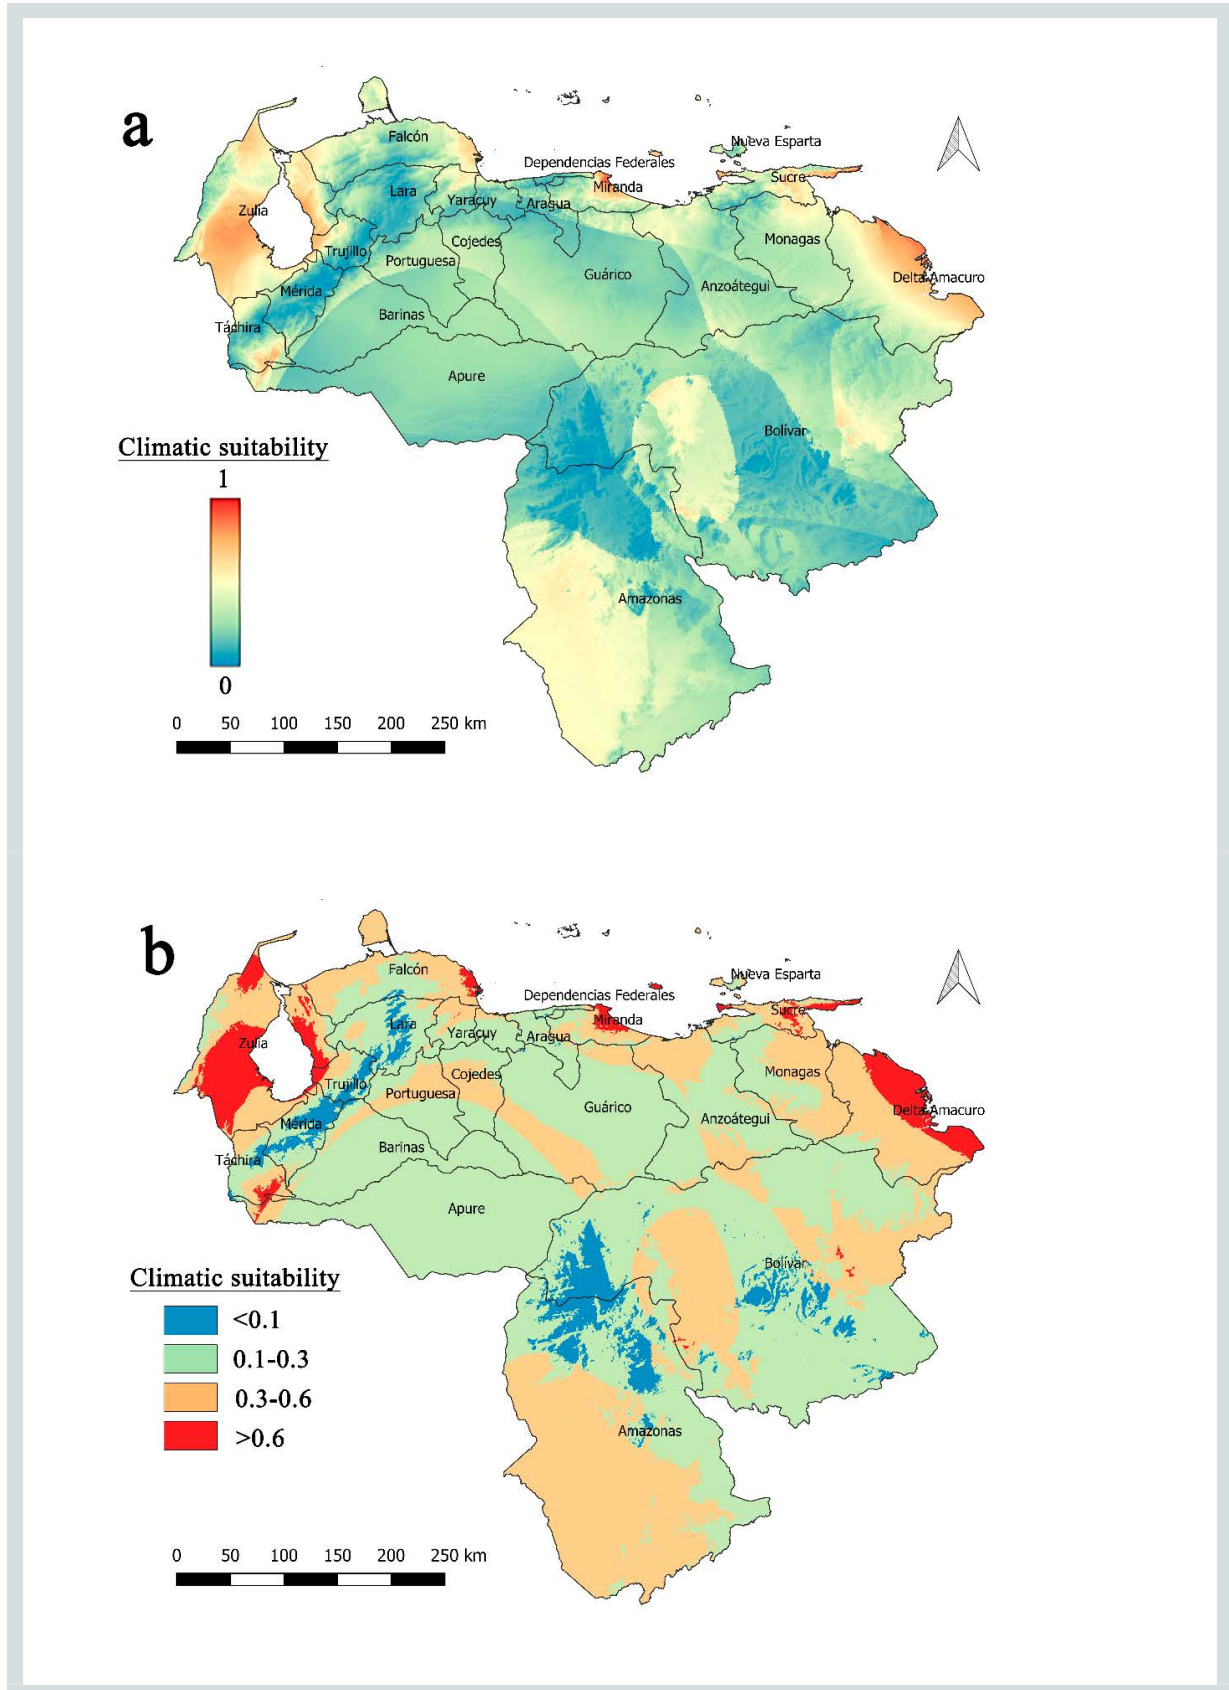 a
Falcón
Nueva Esparta
Dependencias Federales
Sucre
Miranda
Lara
Yaracuy
Aragua
Zulia
Monagas
Cojedes
Trujillo
Portuguesa
Guárico
Delta Amacuro
Anzoátegui
Mérida
Barinas
Táchira
Apure
Bolívar
Amazonas
Climatic suitability
1
0
0 50 100 150 200 250 km
b
Falcón
Nueva Esparta
Dependencias Federales
Sucre
Miranda
Lara
Yaracuy
Aragua
Zulia
Monagas
Cojedes
Trujillo
Portuguesa
Guárico
Delta Amacuro
Anzoátegui
Mérida
Barinas
Táchira
Apure
Bolívar
Amazonas
Climatic suitability
<0.1
0.1-0.3
0.3-0.6
>0.6
0 50 100 150 200 250 km